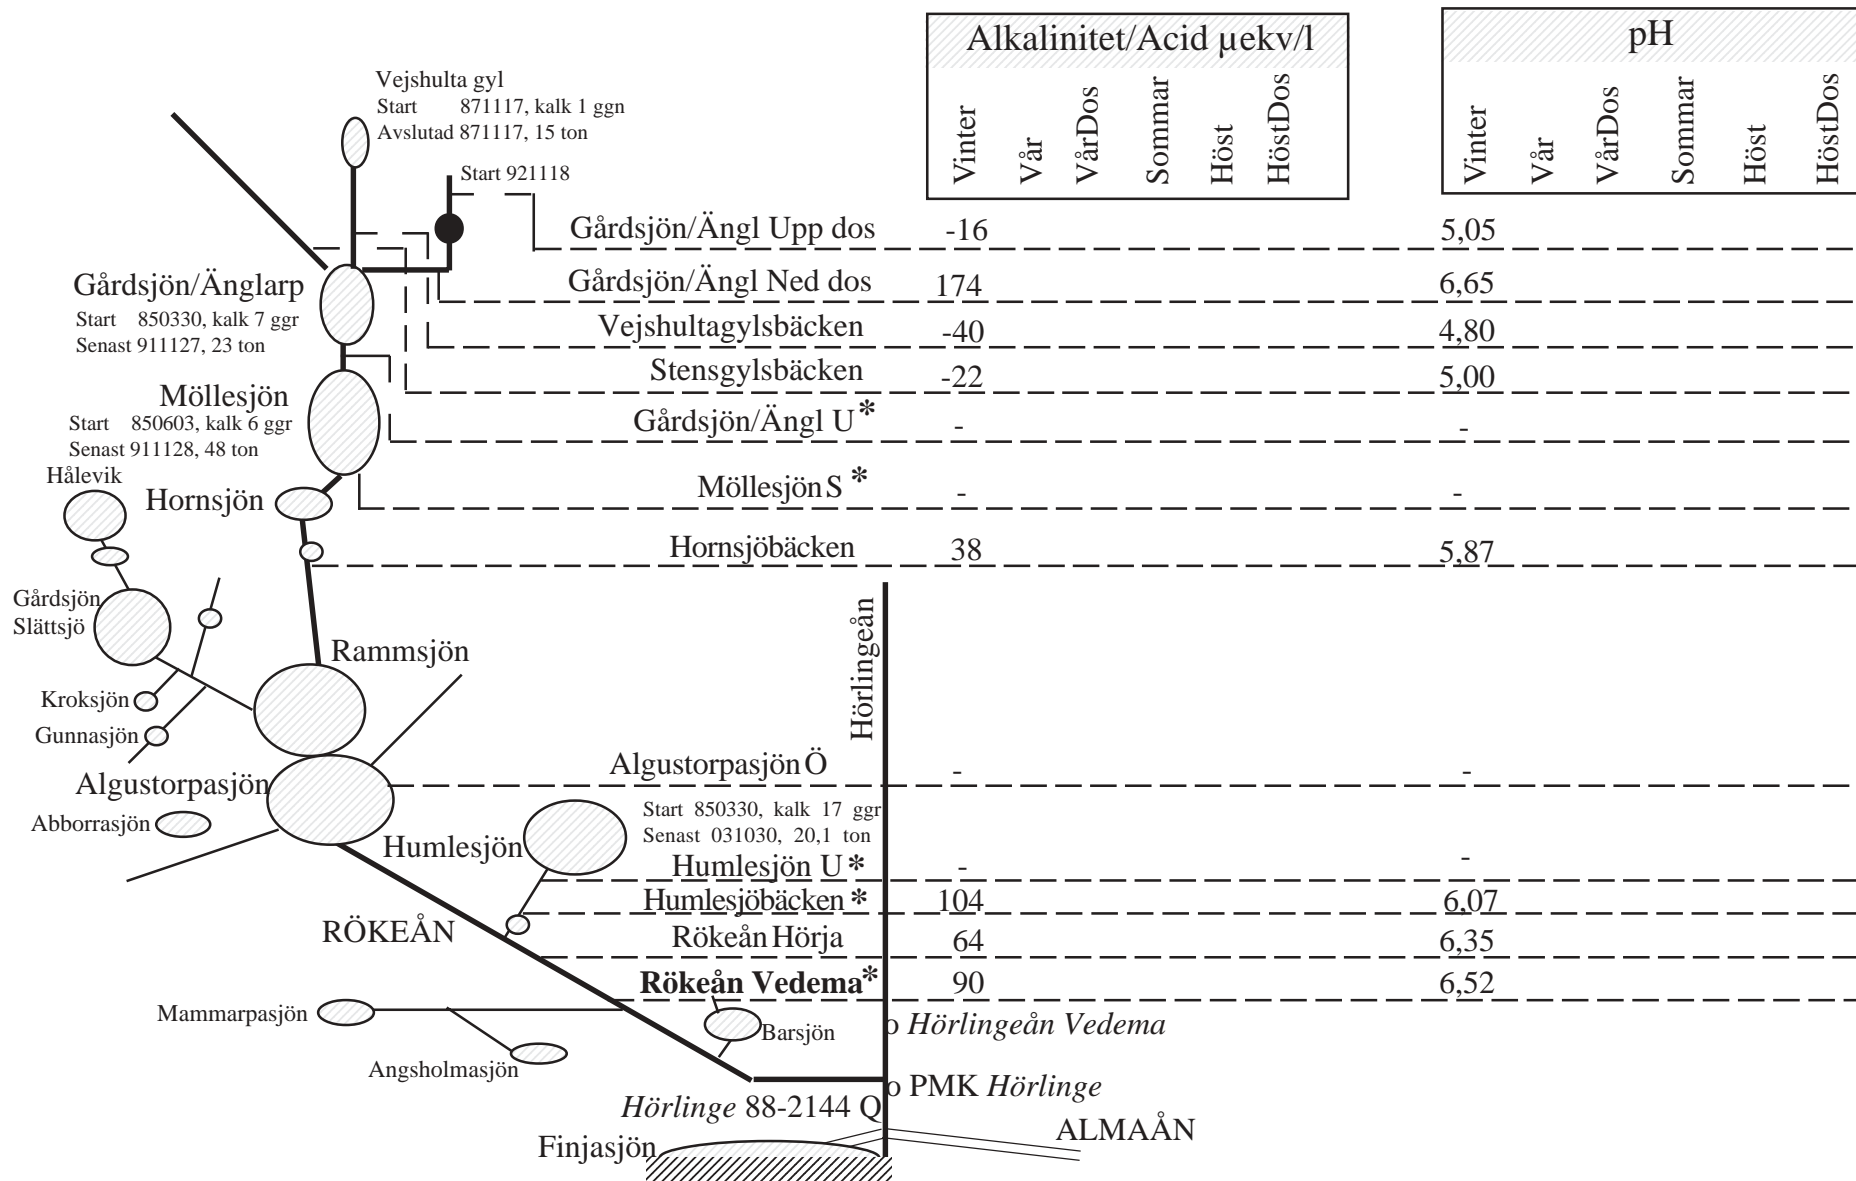 Alkalinitet/Acid µekv/l
pH
Vinter
Vår
VårDos
Sommar
Höst
HöstDos
Vinter
Vår
VårDos
Sommar
Höst
HöstDos
Vejshulta gyl
Start 871117, kalk 1 ggn
Avslutad 871117, 15 ton
Start 921118
Gårdsjön/Ängl Upp dos -16 5,05
Gårdsjön/Änglarp
Start 850330, kalk 7 ggr
Senast 911127, 23 ton
Gårdsjön/Ängl Ned dos 174 6,65
Vejshultagylsbäcken -40 4,80
Stensgylsbäcken -22 5,00
Möllesjön
Start 850603, kalk 6 ggr
Senast 911128, 48 ton
Gårdsjön/Ängl U * - -
Hålevik
Hornsjön
Möllesjön S * - -
Hornsjöbäcken 38 5,87
Gårdsjön
Slättsjö
Hörlingeån
Rammsjön
Kroksjön
Gunnasjön
Algustorpasjön
Algustorpasjön Ö - -
Abborrasjön
Humlesjön
Start 850330, kalk 17 ggr
Senast 031030, 20,1 ton
Humlesjön U * - -
Humlesjöbäcken * 104 6,07
RÖKEÅN
Rökeån Hörja 64 6,35
Rökeån Vedema* 90 6,52
Mammarpasjön
Barsjön
o Hörlingeån Vedema
Angsholmasjön
o PMK Hörlinge
Hörlinge 88-2144 Q
ALMAÅN
Finjasjön